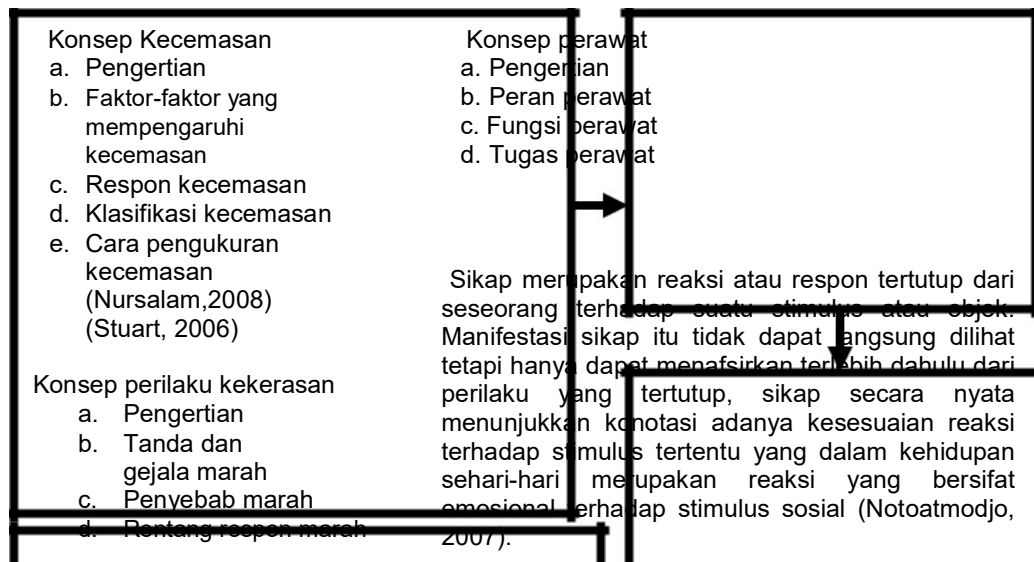 Konsep Kecemasan
a. Pengertian
b. Faktor-faktor yang
mempengaruhi
kecemasan
c. Respon kecemasan
d. Klasifikasi kecemasan
e. Cara pengukuran
kecemasan
(Nursalam,2008)
(Stuart, 2006)
Konsep perilaku kekerasan
a. Pengertian
b. Tanda dan
gejala marah
c. Penyebab marah
d. Rentang respon marah
Konsep perawat
a. Pengertian
b. Peran perawat
c. Fungsi perawat
d. Tugas perawat
Sikap merupakan reaksi atau respon tertutup dari
seseorang terhadap suatu stimulus atau objek.
Manifestasi sikap itu tidak dapat langsung dilihat
tetapi hanya dapat menafsirkan terlebih dahulu dari
perilaku yang tertutup, sikap secara nyata
menunjukkan konotasi adanya kesesuaian reaksi
terhadap stimulus tertentu yang dalam kehidupan
sehari-hari merupakan reaksi yang bersifat
emosional terhadap stimulus sosial (Notoatmodjo,
2007).